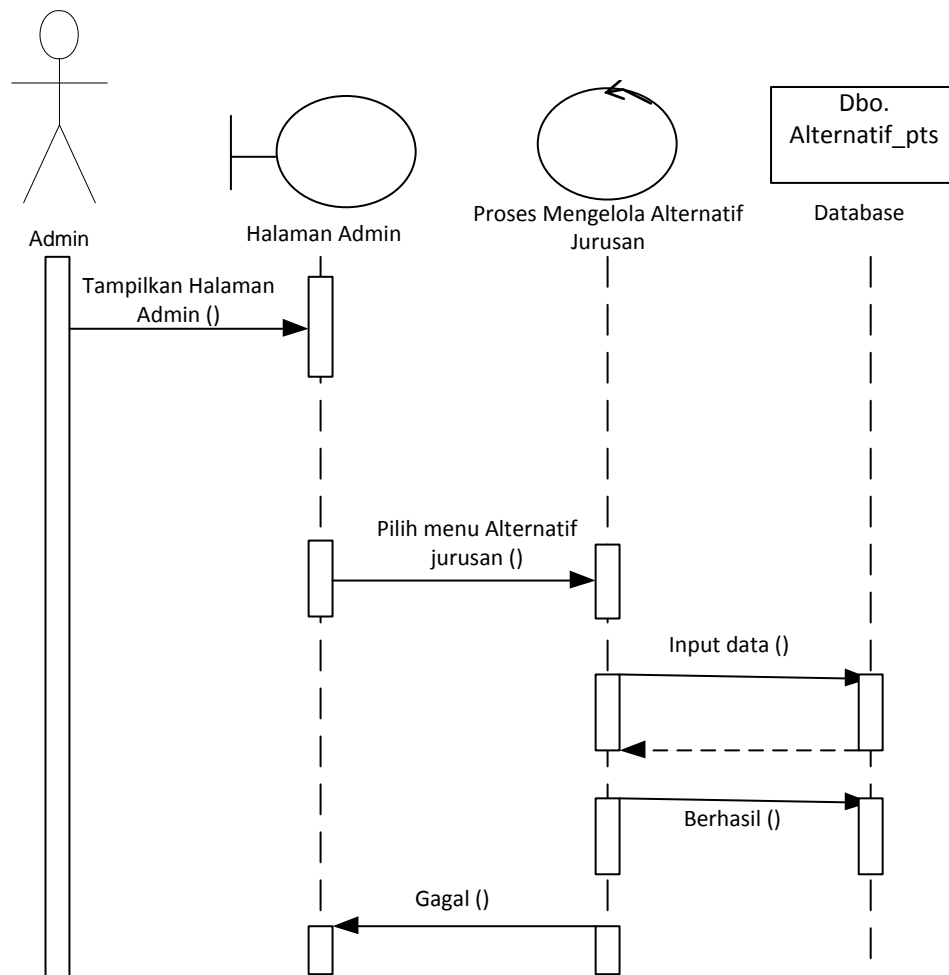 Dbo.
Alternatif_pts
Admin
Halaman Admin
Proses Mengelola Alternatif
Jurusan
Database
Tampilkan Halaman
Admin ()
Pilih menu Alternatif
jurusan ()
Input data ()
Berhasil ()
Gagal ()